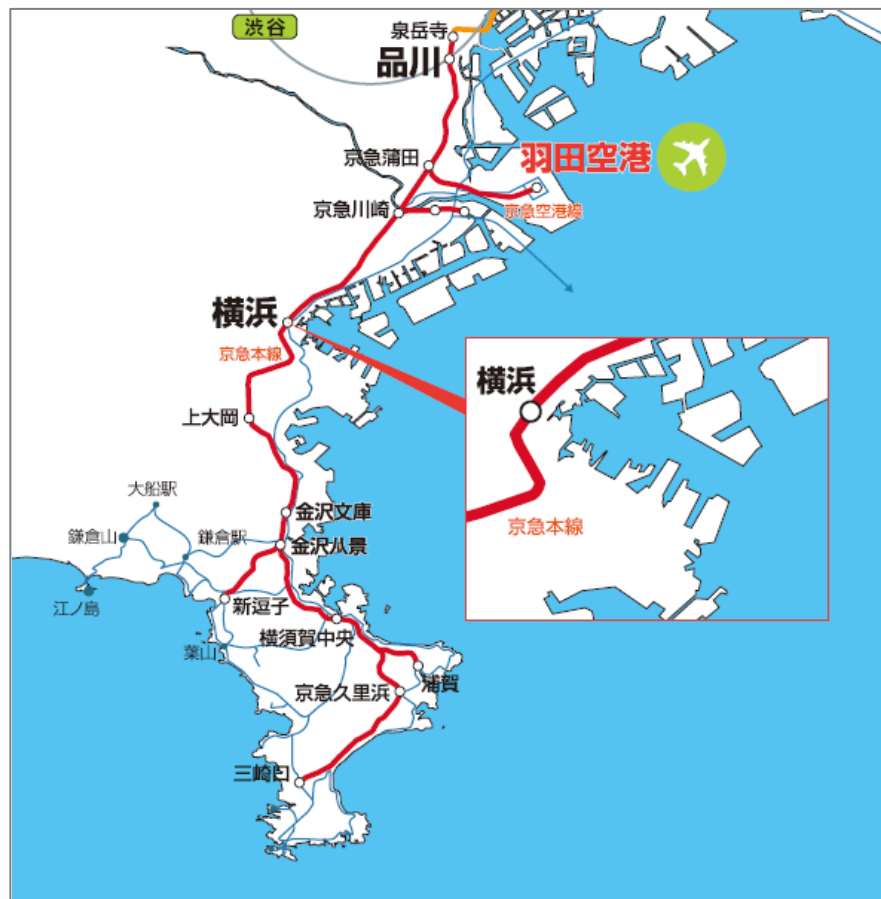 渋谷
泉岳寺
品川
京急蒲田
羽田空港
京急川崎
京急空港線
横浜
京急本線
横浜
上大岡
京急本線
大船駅
金沢文庫
鎌倉山
鎌倉駅
金沢八景
江ノ島
新逗子
横須賀中央
葉山
浦賀
京急久里浜
三崎口